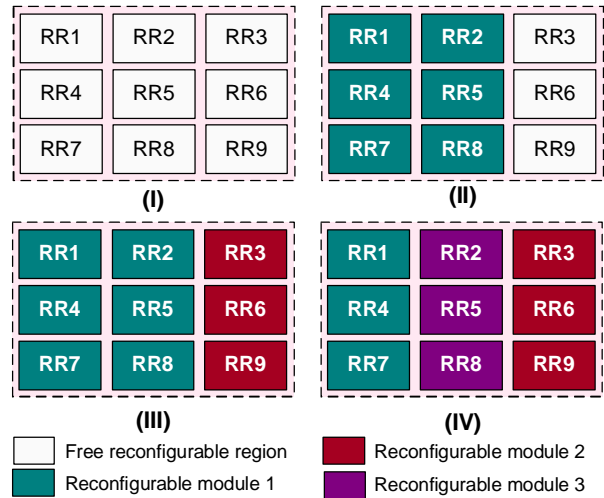 RR1 RR2 RR3
RR4 RR5 RR6
RR7 RR8 RR9
(I)
RR1 RR2 RR3
RR4 RR5 RR6
RR7 RR8 RR9
(II)
RR1 RR2 RR3
RR4 RR5 RR6
RR7 RR8 RR9
(III)
RR1 RR2 RR3
RR4 RR5 RR6
RR7 RR8 RR9
(IV)
Free reconfigurable region
Reconfigurable module 1
Reconfigurable module 2
Reconfigurable module 3